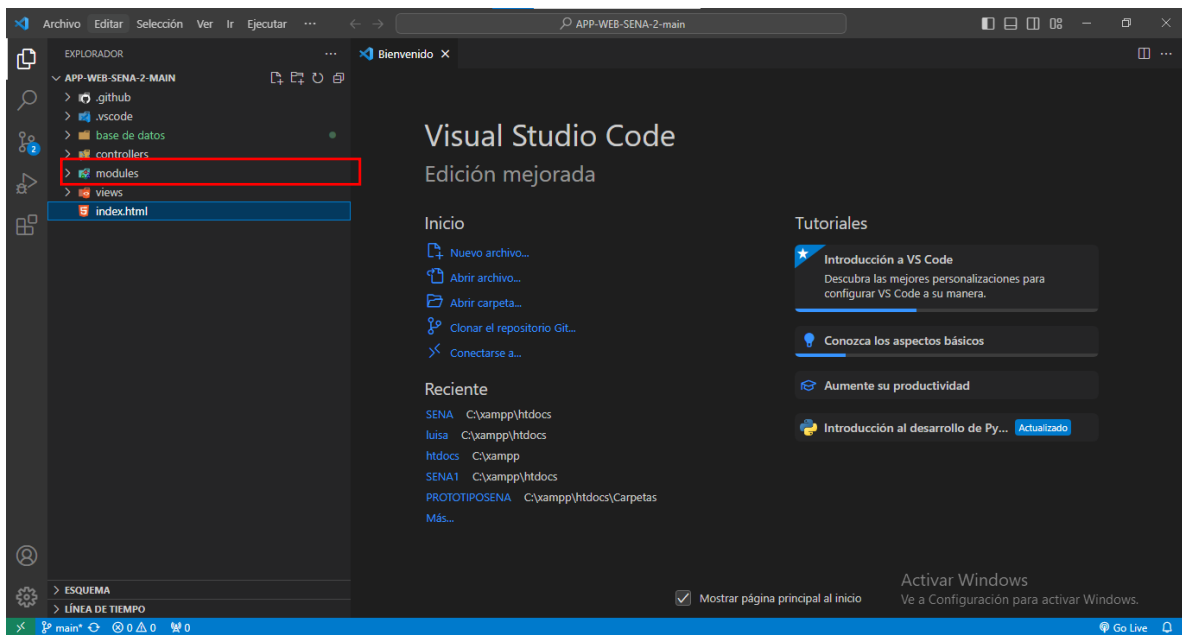 Archivo Editar Selección Ver Ir Ejecutar ···
APP-WEB-SENA-2-main
EXPLORADOR
APP-WEB-SENA-2-MAIN
.github
.vscode
base de datos
controllers
modules
views
index.html
2
ESQUEMA
LÍNEA DE TIEMPO
Bienvenido
Visual Studio Code
Edición mejorada
Inicio
Nuevo archivo...
Abrir archivo...
Abrir carpeta...
Clonar el repositorio Git...
Conectarse a...
Reciente
SENA C:\xampp\htdocs
luisa C:\xampp\htdocs
htdocs C:\xampp
SENA1 C:\xampp\htdocs
PROTOTIPOSENA C:\xampp\htdocs\Carpetas
Más...
Tutoriales
Introducción a VS Code
Descubra las mejores personalizaciones para
configurar VS Code a su manera.
Conozca los aspectos básicos
Aumente su productividad
Introducción al desarrollo de Py... Actualizado
Mostrar página principal al inicio
Activar Windows
Ve a Configuración para activar Windows.
main* 0 0 0
Go Live